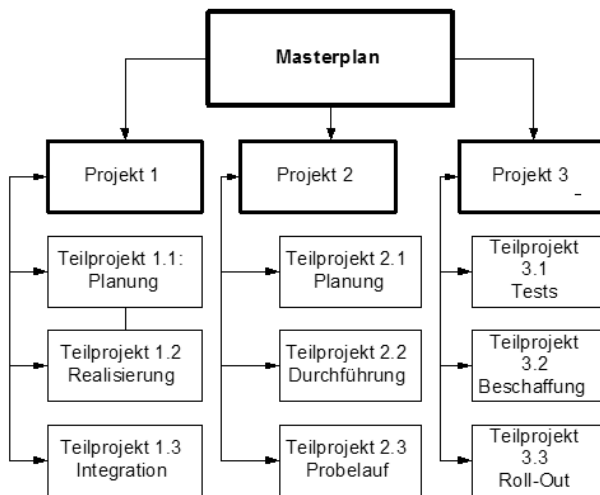 Masterplan
Projekt 1
Projekt 2
Projekt 3
Teilprojekt 1.1:
Planung
Teilprojekt 2.1
Planung
Teilprojekt
3.1
Tests
Teilprojekt 1.2
Realisierung
Teilprojekt 2.2
Durchführung
Teilprojekt
3.2
Beschaffung
Teilprojekt 1.3
Integration
Teilprojekt 2.3
Probelauf
Teilprojekt
3.3
Roll-Out